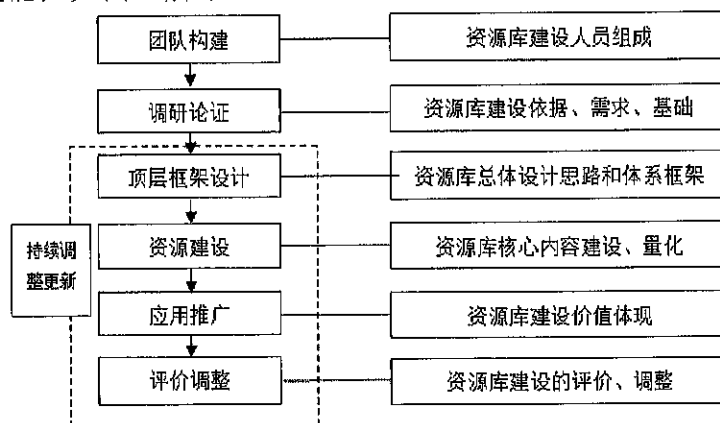 团队构建
资源库建设人员组成
调研论证
资源库建设依据、需求、基础
顶层框架设计
资源库总体设计思路和体系框架
持续调
整更新
资源建设
资源库核心内容建设、量化
应用推广
资源库建设价值体现
评价调整
资源库建设的评价、调整